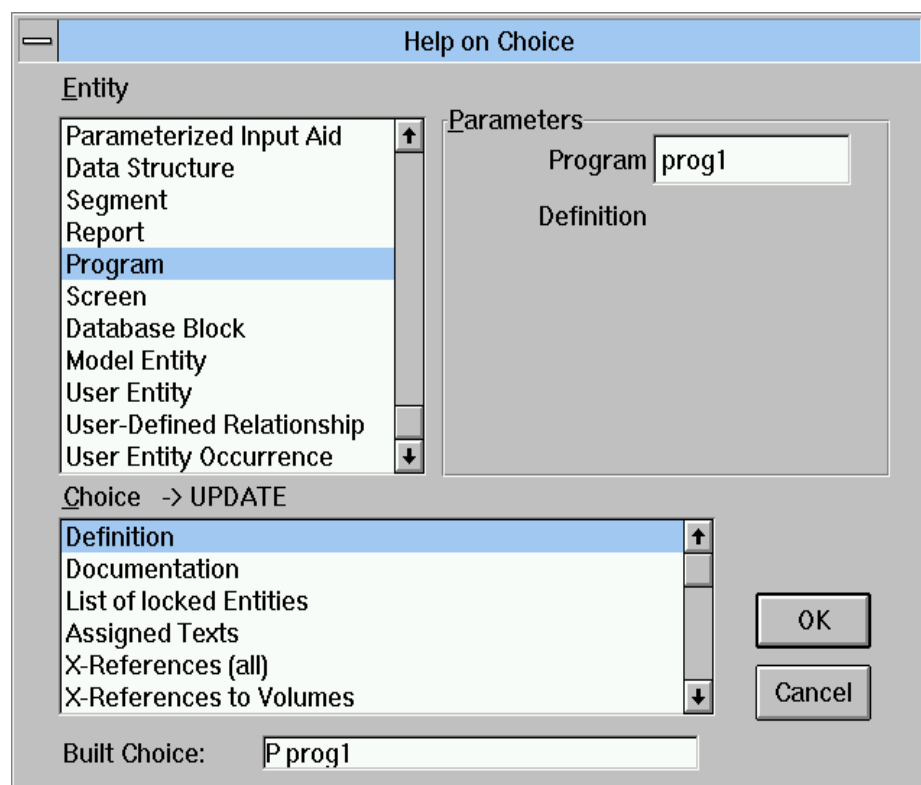 Help on Choice
Entity
Parameterized Input Aid
Data Structure
Segment
Report
Program
Screen
Database Block
Model Entity
User Entity
User-Defined Relationship
User Entity Occurrence
Parameters
Program prog1
Definition
Choice -> UPDATE
Definition
Documentation
List of locked Entities
Assigned Texts
X-References (all)
X-References to Volumes
OK
Cancel
Built Choice: P prog1